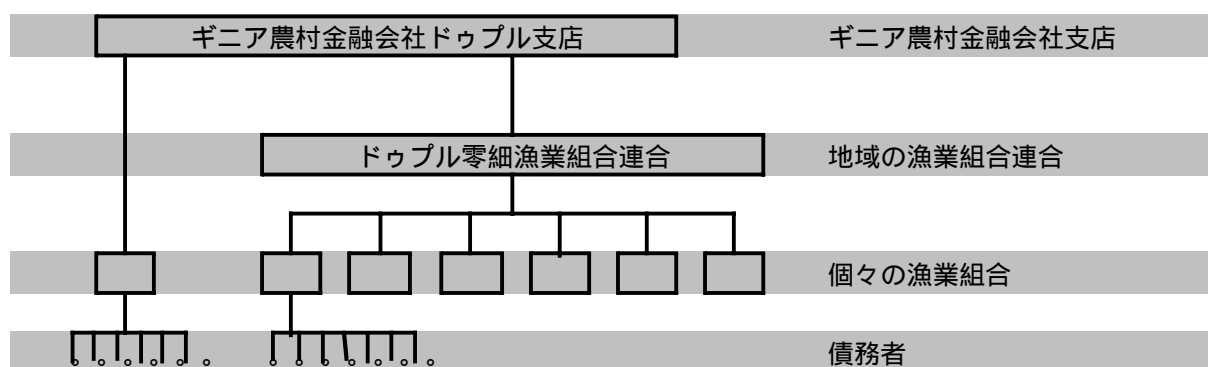 ギニア農村金融会社ドゥプル支店 ギニア農村金融会社支店
ドゥプル零細漁業組合連合 地域の漁業組合連合
個々の漁業組合
債務者